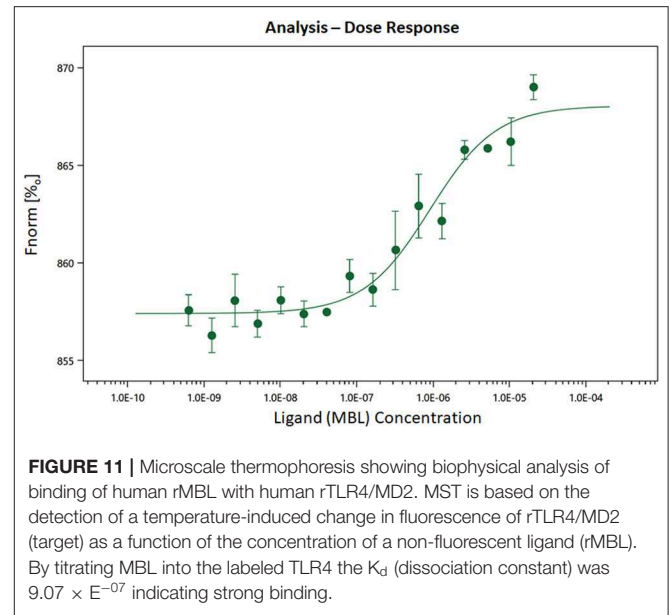 Analysis – Dose Response
870
865
860
855
Fnorm [%o]
1.0E-10 1.0E-09 1.0E-08 1.0E-07 1.0E-06 1.0E-05 1.0E-04
Ligand (MBL) Concentration
FIGURE 11 | Microscale thermophoresis showing biophysical analysis of
binding of human rMBL with human rTLR4/MD2. MST is based on the
detection of a temperature-induced change in fluorescence of rTLR4/MD2
(target) as a function of the concentration of a non-fluorescent ligand (rMBL).
By titrating MBL into the labeled TLR4 the Kd (dissociation constant) was
9.07 × E−07 indicating strong binding.